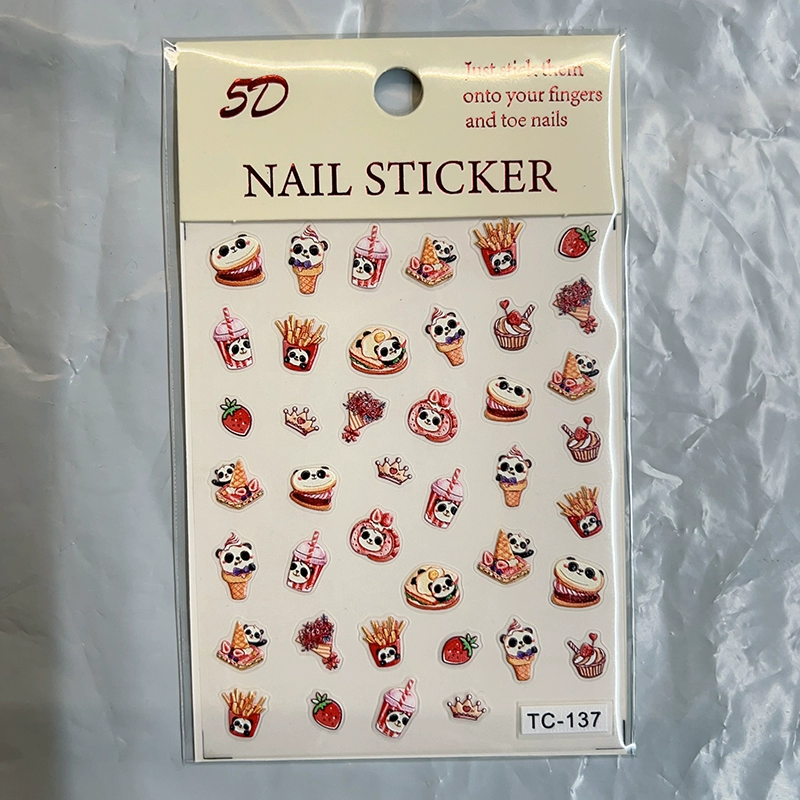 5D
Just stick them
onto your fingers
and toe nails
NAIL STICKER
TC-137